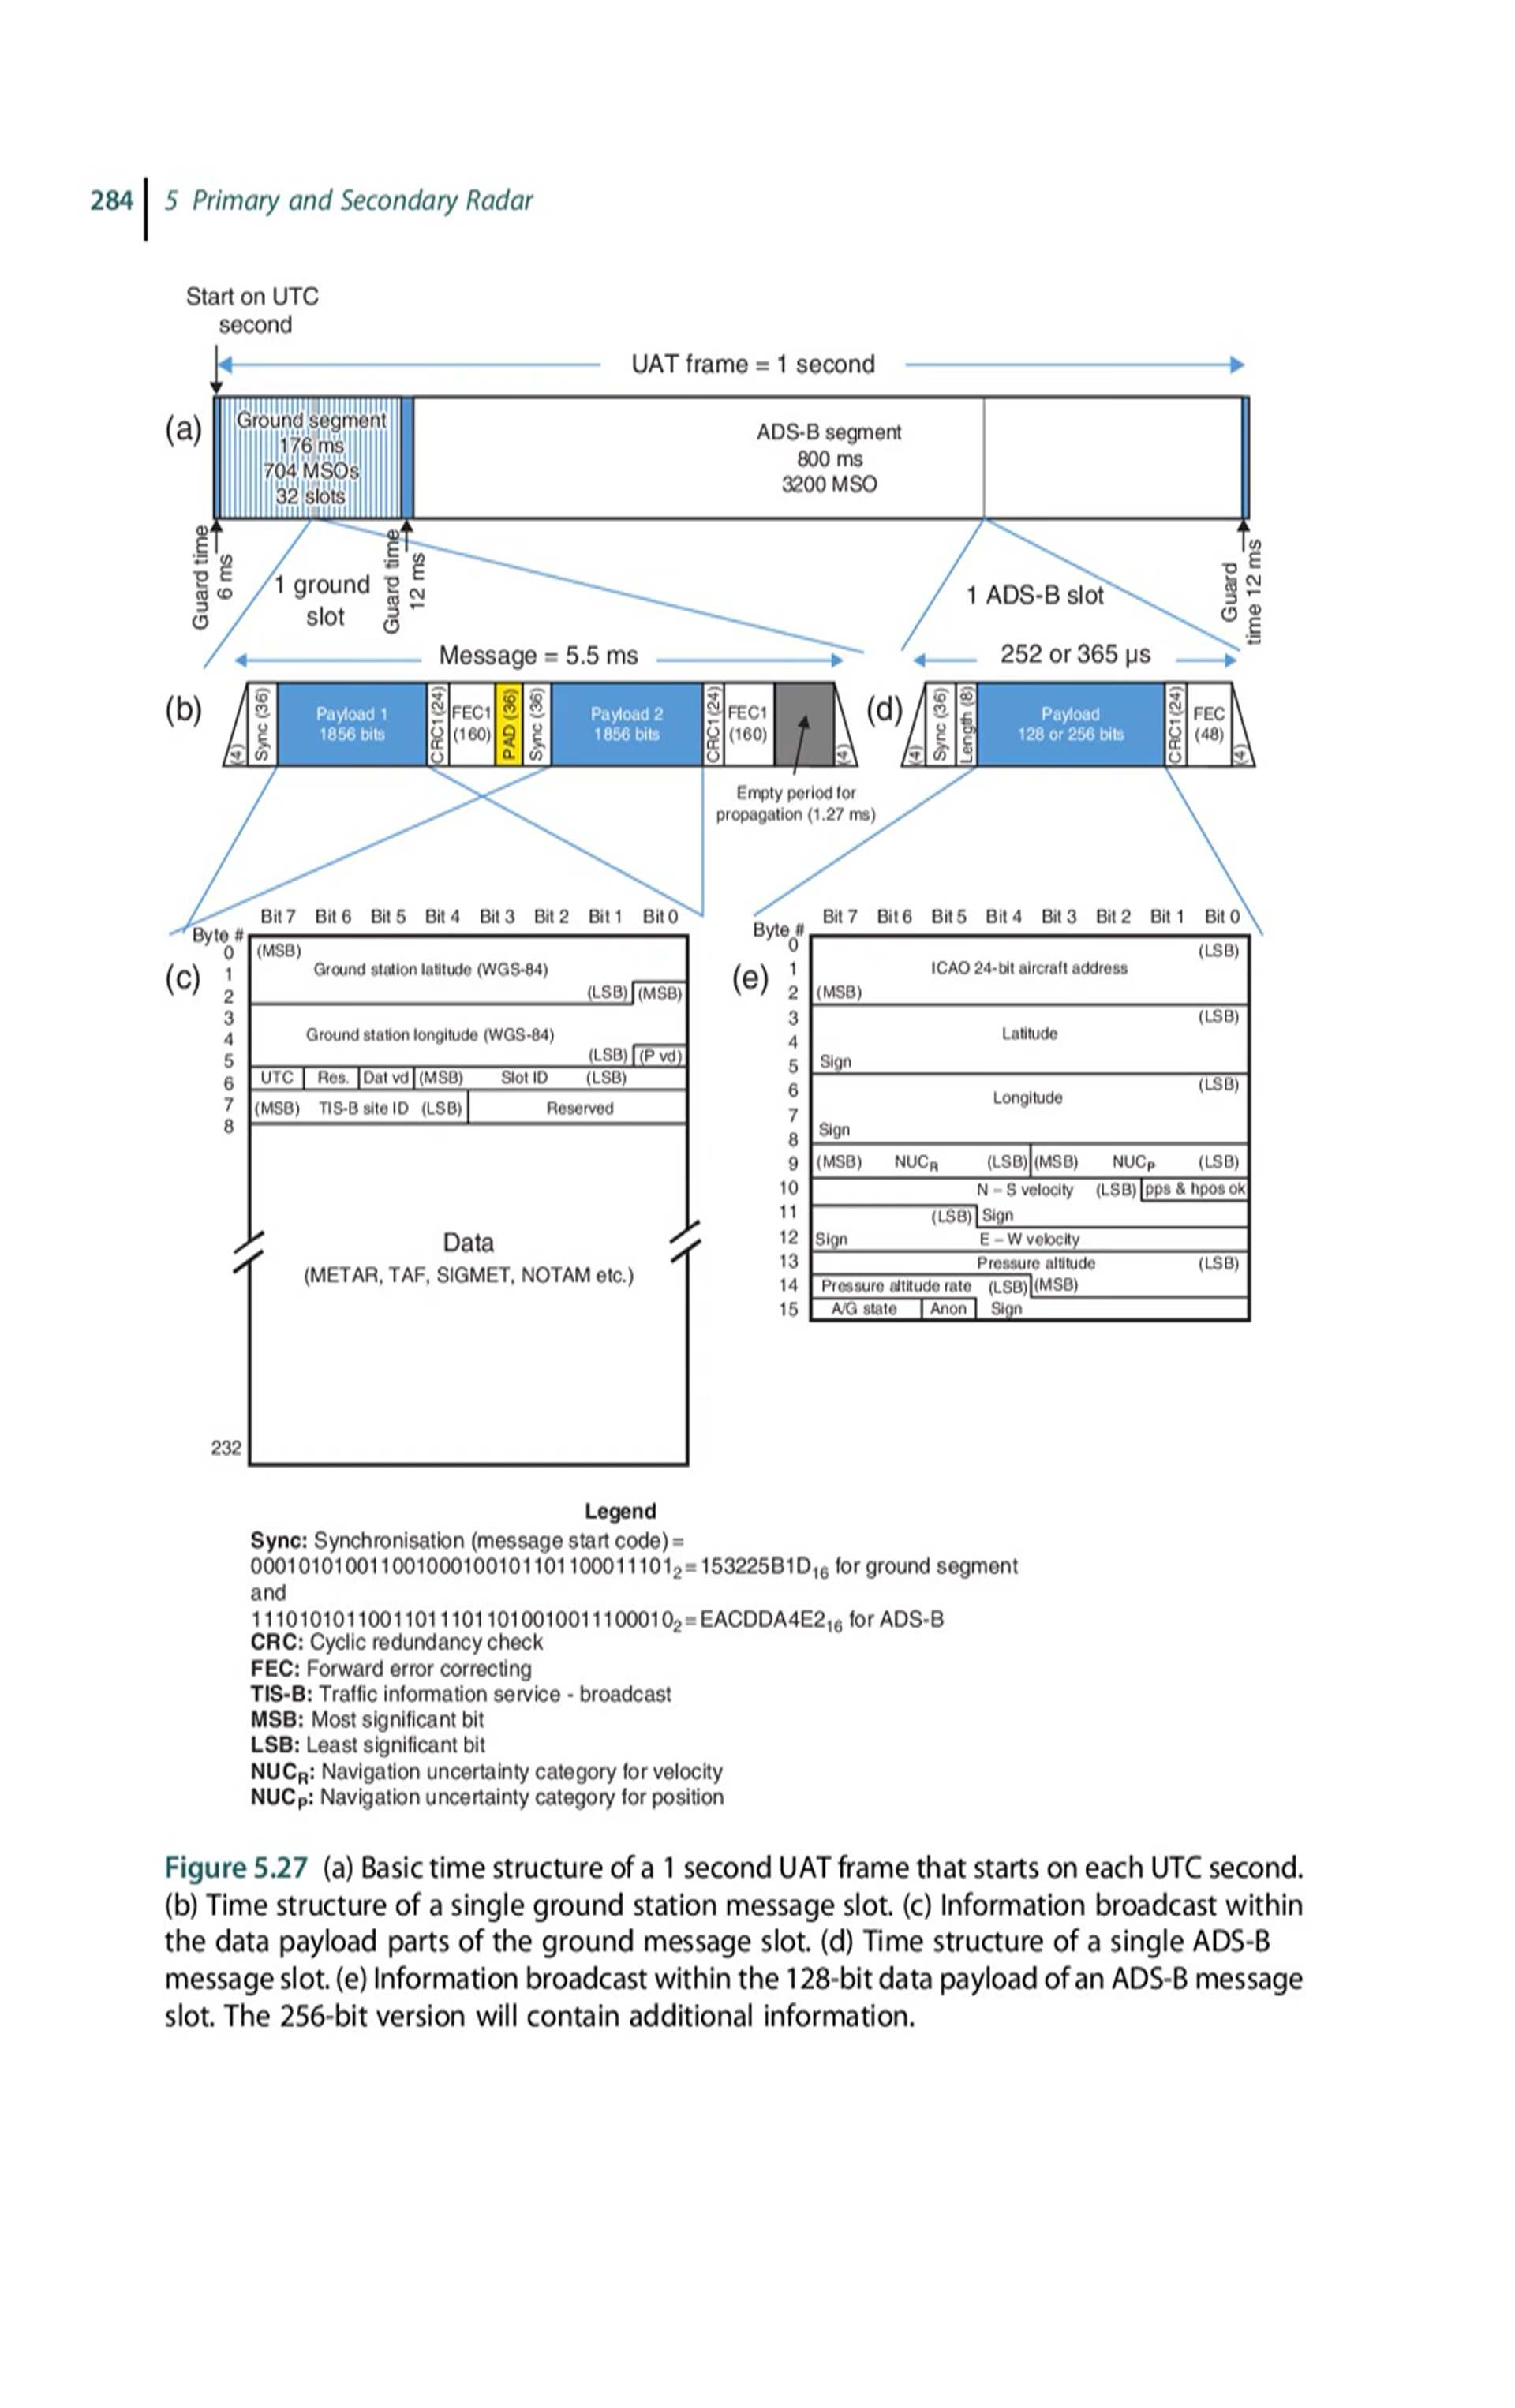 284 5 Primary and Secondary Radar
Start on UTC
second
UAT frame = 1 second
(a)
Ground segment
176 ms
704 MSOs
32 slots
ADS-B segment
800 ms
3200 MSO
Guard time
6 ms
1 ground
slot
Guard time
12 ms
1 ADS-B slot
Guard
time 12 ms
Message = 5.5 ms
252 or 365 µs
(b)
(4)
Sync (36)
Payload 1
1856 bits
CRC1 (24)
FEC1
(160)
PAD (36)
Sync (36)
Payload 2
1856 bits
CRC1 (24)
FEC1
(160)
(4)
Empty period for
propagation (1.27 ms)
(d)
(4)
Sync (36)
Length (8)
Payload
128 or 256 bits
CRC1 (24)
FEC
(48)
(4)
(c)
Bit 7 Bit 6 Bit 5 Bit 4 Bit 3 Bit 2 Bit 1 Bit 0
Byte #
0 (MSB)
1 Ground station latitude (WGS-84)
2 (LSB) (MSB)
3
4 Ground station longitude (WGS-84)
5 (LSB) (P vd)
6 UTC Res. Dat vd (MSB) Slot ID (LSB)
7 (MSB) TIS-B site ID (LSB) Reserved
8
Data
(METAR, TAF, SIGMET, NOTAM etc.)
232
(e)
Bit 7 Bit 6 Bit 5 Bit 4 Bit 3 Bit 2 Bit 1 Bit 0
Byte #
0 (LSB)
1 ICAO 24-bit aircraft address
2 (MSB)
3 (LSB)
4 Latitude
5 Sign
6 (LSB)
7 Longitude
8 Sign
9 (MSB) NUCR (LSB) (MSB) NUCP (LSB)
10 N – S velocity (LSB) pps & hpos ok
11 (LSB) Sign
12 Sign E – W velocity
13 Pressure altitude (LSB)
14 Pressure altitude rate (LSB) (MSB)
15 A/G state Anon Sign
Legend
Sync: Synchronisation (message start code) =
000101010011001000100101101100011101₂ = 153225B1D₁₆ for ground segment
and
111010101100110111011010010011100010₂ = EACDDA4E2₁₆ for ADS-B
CRC: Cyclic redundancy check
FEC: Forward error correcting
TIS-B: Traffic information service - broadcast
MSB: Most significant bit
LSB: Least significant bit
NUCR: Navigation uncertainty category for velocity
NUCP: Navigation uncertainty category for position
Figure 5.27 (a) Basic time structure of a 1 second UAT frame that starts on each UTC second.
(b) Time structure of a single ground station message slot. (c) Information broadcast within
the data payload parts of the ground message slot. (d) Time structure of a single ADS-B
message slot. (e) Information broadcast within the 128-bit data payload of an ADS-B message
slot. The 256-bit version will contain additional information.